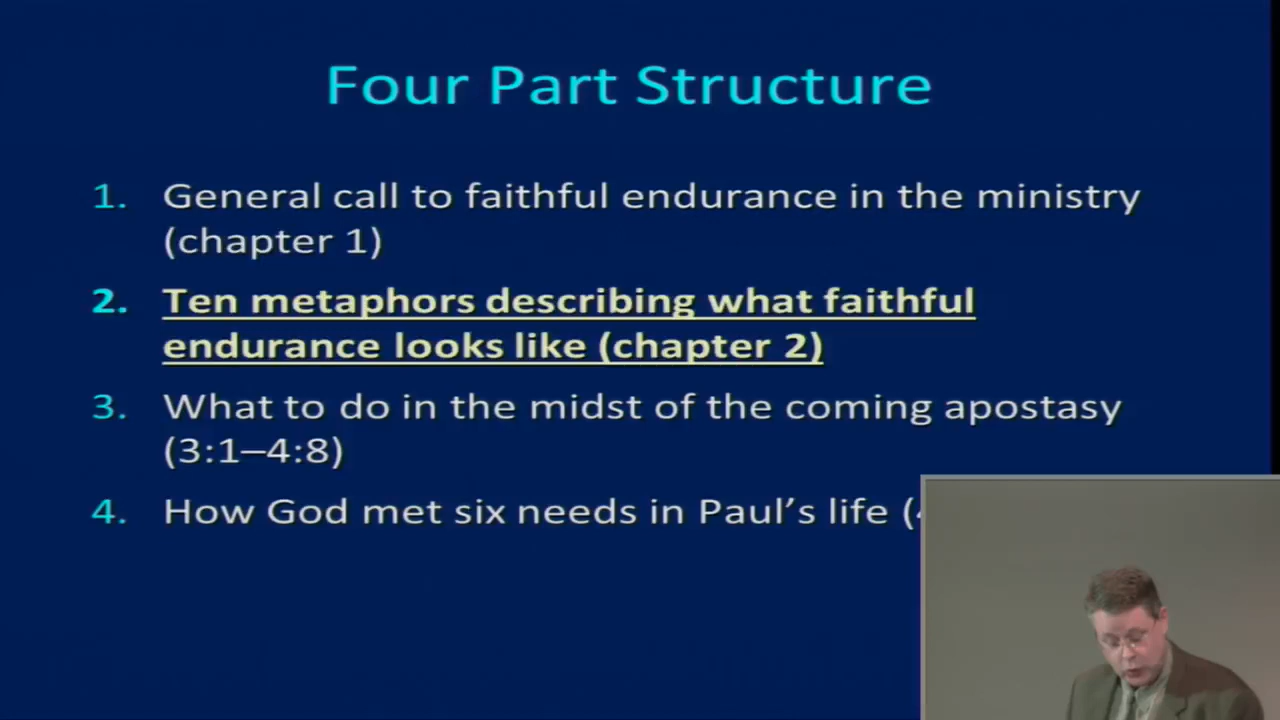 Four Part Structure
1. General call to faithful endurance in the ministry
(chapter 1)
2. Ten metaphors describing what faithful
endurance looks like (chapter 2)
3. What to do in the midst of the coming apostasy
(3:1–4:8)
4. How God met six needs in Paul’s life (